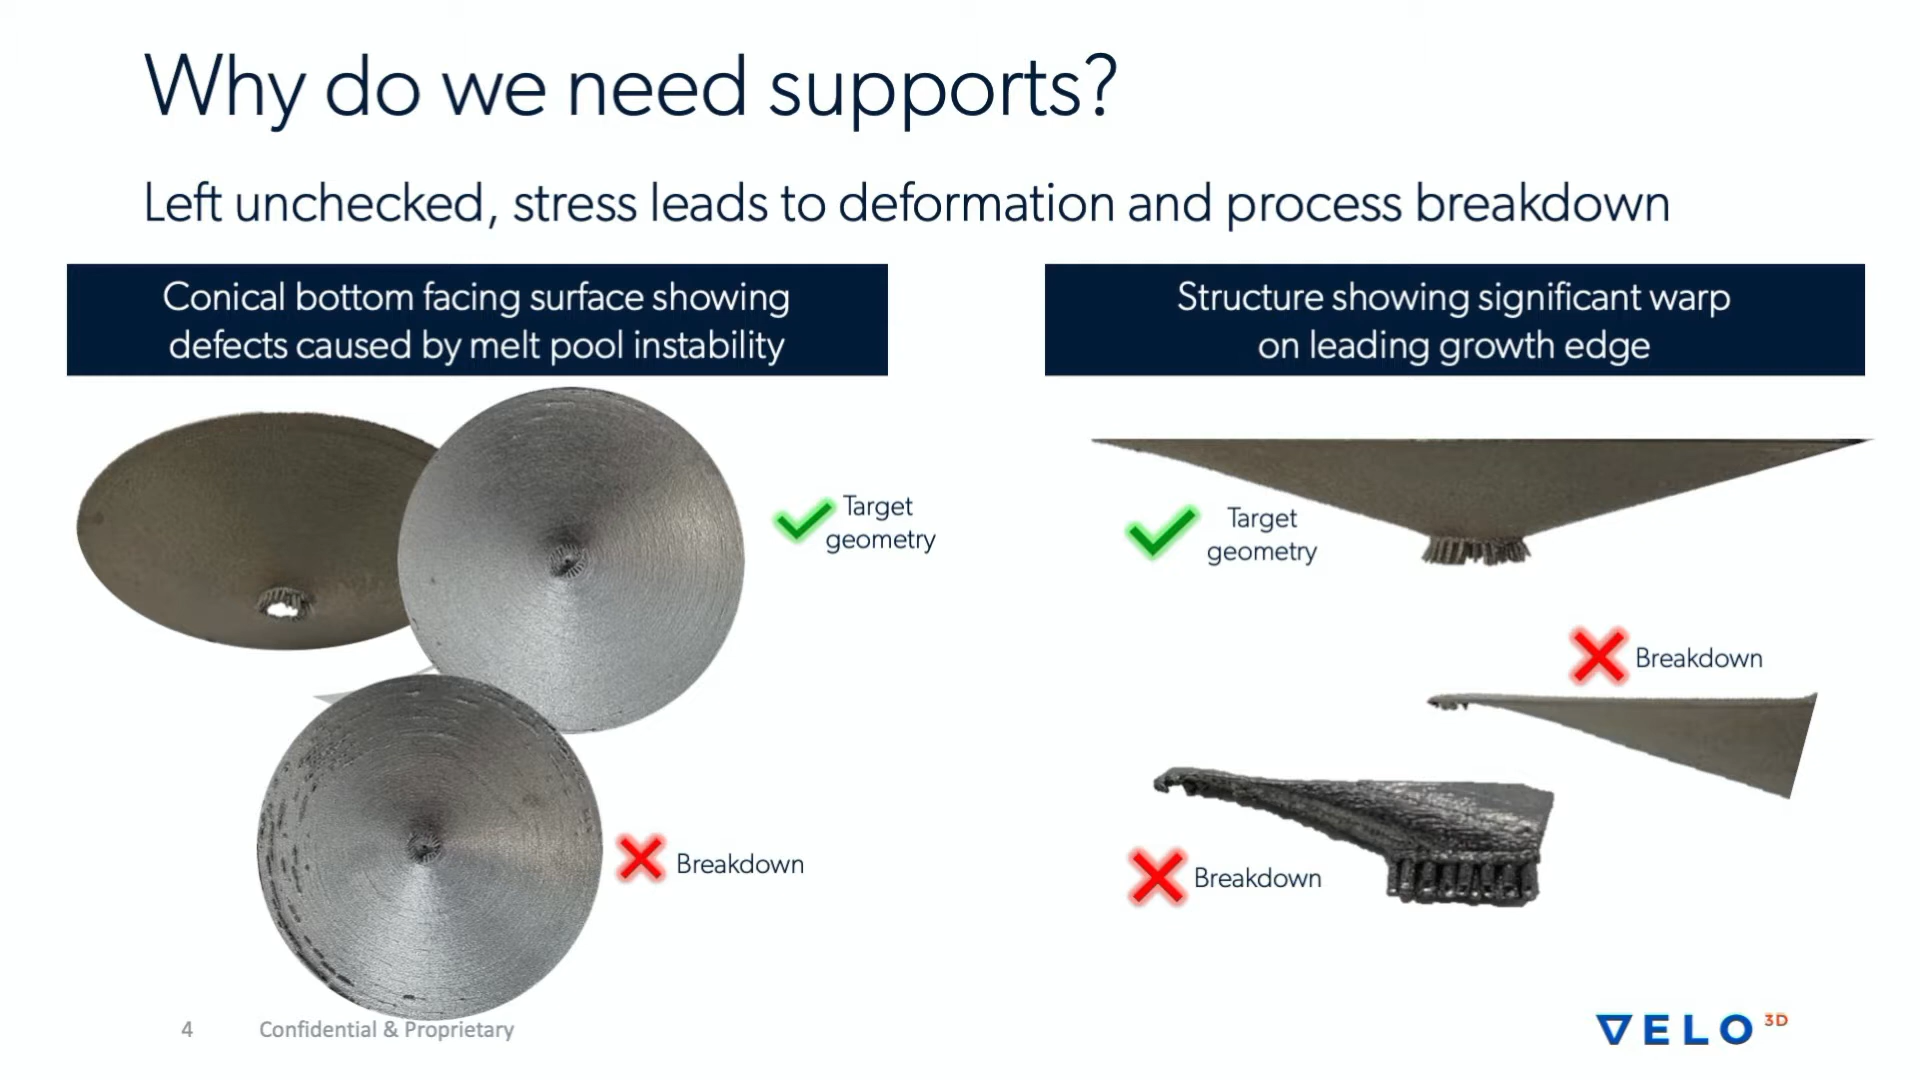 Why do we need supports?
Left unchecked, stress leads to deformation and process breakdown
Conical bottom facing surface showing
defects caused by melt pool instability
Target
geometry
Breakdown
Structure showing significant warp
on leading growth edge
Target
geometry
Breakdown
Breakdown
4
Confidential & Proprietary
VELO 3D